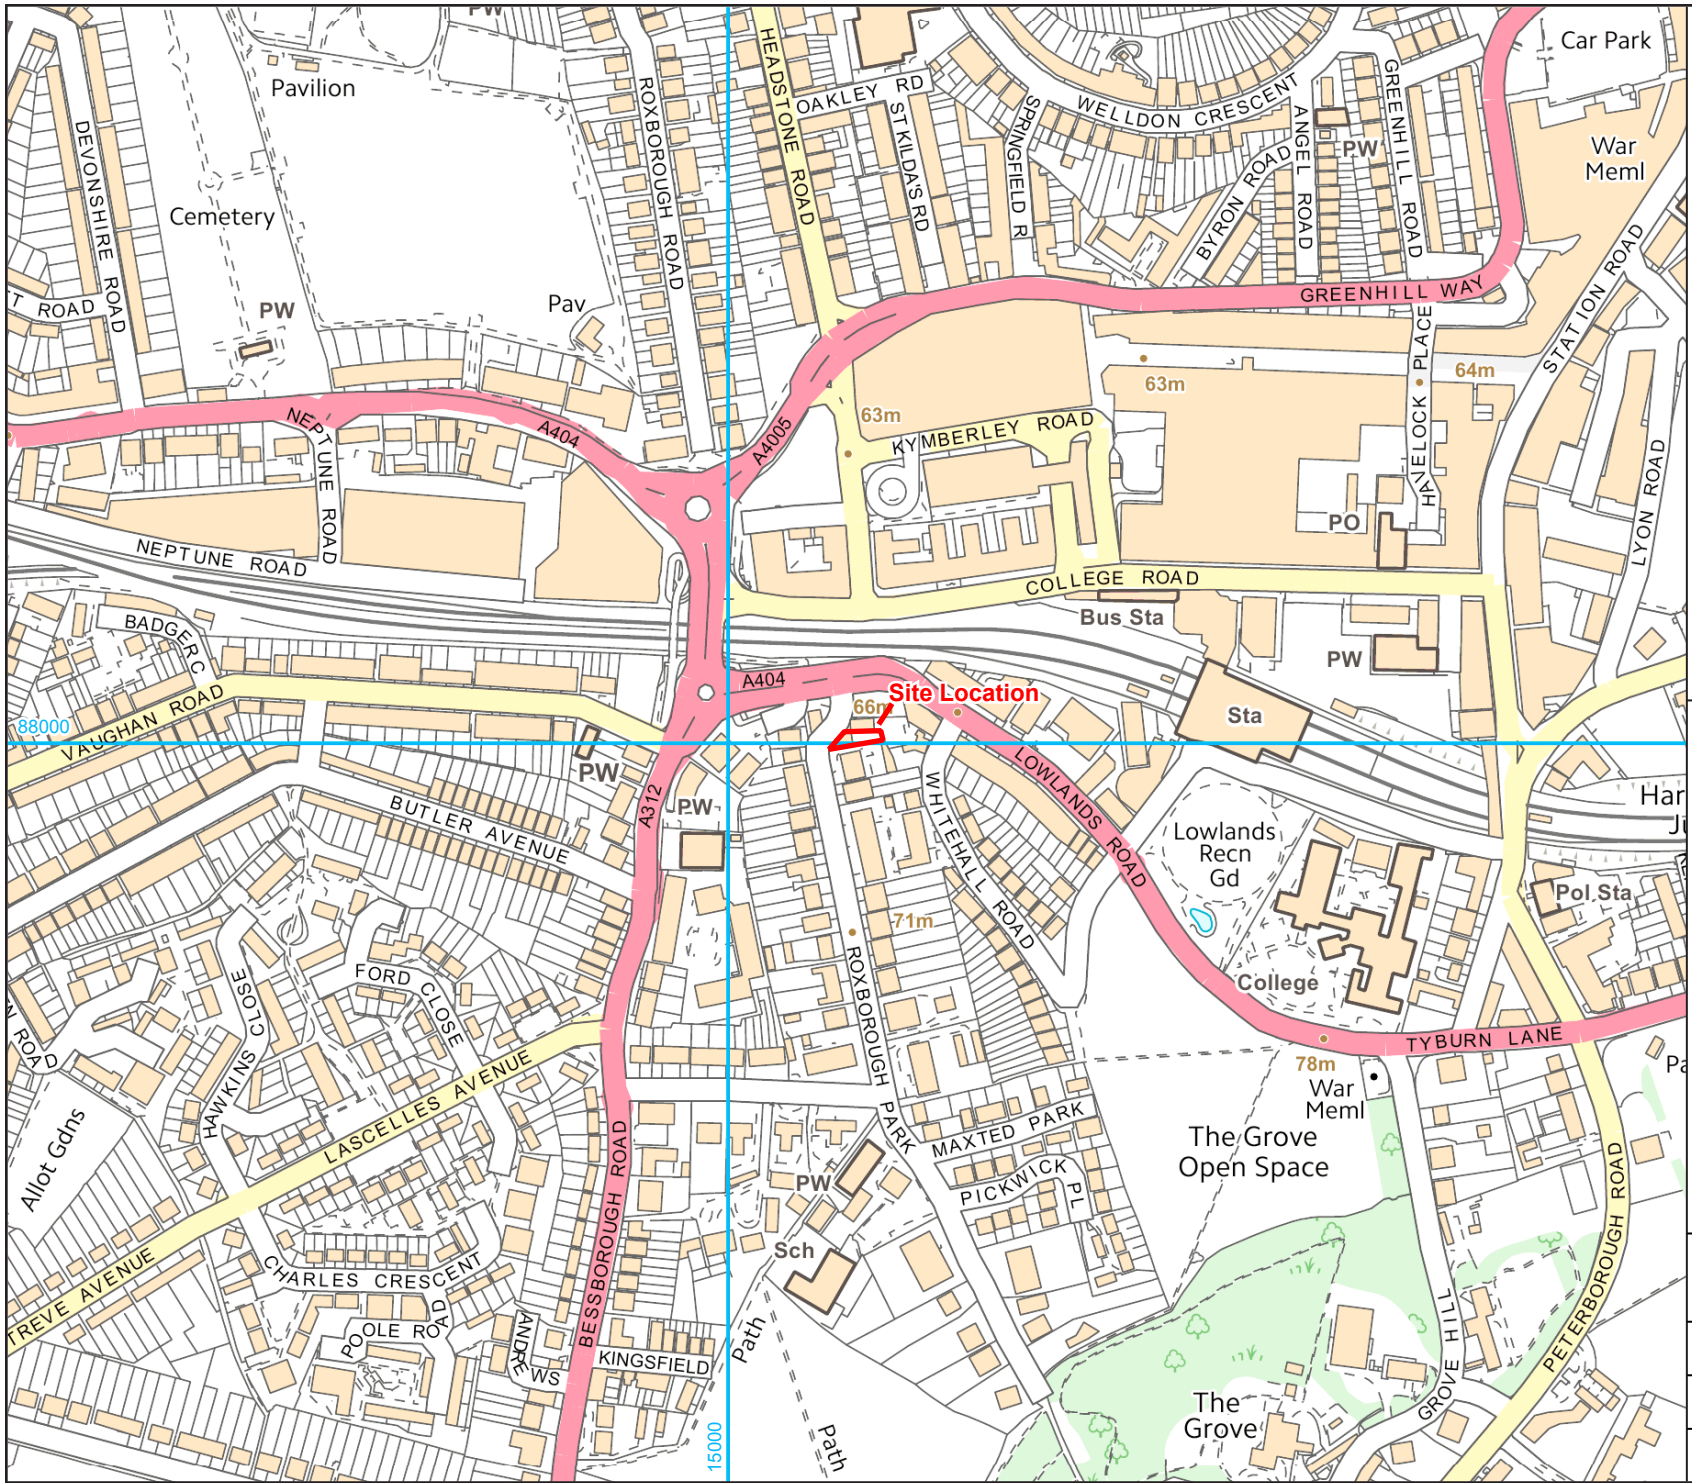 PW
Car Park
Pavilion
HEADSTONE ROAD
OAKLEY RD
ST KILDA'S RD
SPRINGFIELD R
WELLDON CRESCENT
ANGEL ROAD
GREENHILL ROAD
PW
BYRON ROAD
War
Meml
DEVONSHIRE ROAD
ROXBOROUGH ROAD
Cemetery
STATION ROAD
T ROAD
PW
Pav
GREENHILL WAY
HAVELOCK PLACE
63m
64m
63m
NEPTUNE ROAD
A404
A4005
KYMBERLEY ROAD
LYON ROAD
PO
NEPTUNE ROAD
COLLEGE ROAD
Bus Sta
BADGER C
PW
A404
Site Location
66m
Sta
VAUGHAN ROAD
88000
PW
LOWLANDS ROAD
WHITEHALL ROAD
A312
PW
BUTLER AVENUE
Har
Lowlands
Recn
Gd
Pol Sta
71m
ROXBOROUGH PARK
FORD CLOSE
HAWKINS CLOSE
College
N ROAD
TYBURN LANE
78m
War
Meml
Pa
LASCELLES AVENUE
Allot Gdns
MAXTED PARK
The Grove
Open Space
PICKWICK PL
PW
BESSBOROUGH ROAD
PETERBOROUGH ROAD
Sch
CHARLES CRESCENT
TREVE AVENUE
POOLE ROAD
ANDRE
WS
KINGSFIELD
Path
GROVE HILL
The
Grove
15000
Path